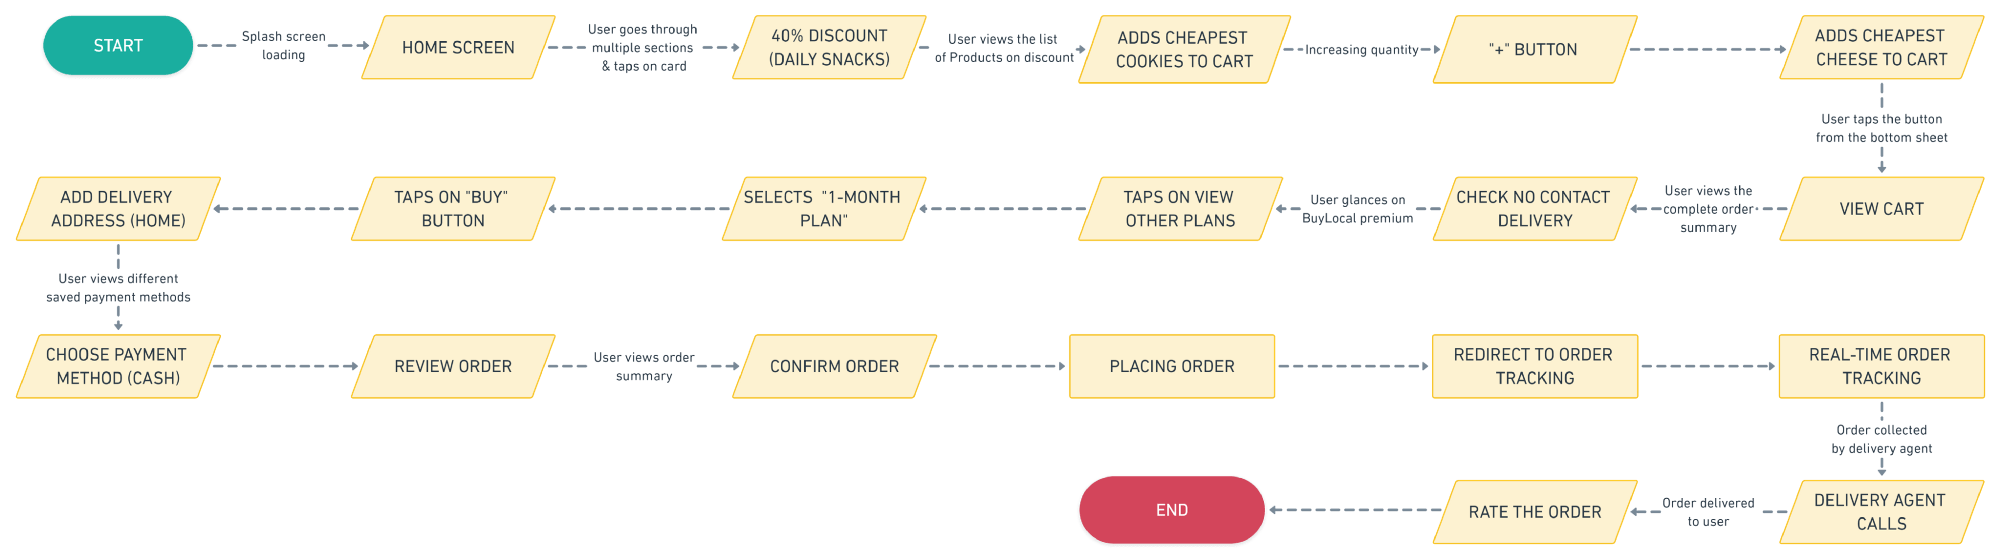 START
Splash screen
loading
HOME SCREEN
User goes through
multiple sections
& taps on card
40% DISCOUNT
(DAILY SNACKS)
User views the list
of Products on discount
ADDS CHEAPEST
COOKIES TO CART
Increasing quantity
"+" BUTTON
ADDS CHEAPEST
CHEESE TO CART
User taps the button
from the bottom sheet
VIEW CART
User views the
complete order
summary
CHECK NO CONTACT
DELIVERY
User glances on
BuyLocal premium
TAPS ON VIEW
OTHER PLANS
SELECTS "1-MONTH
PLAN"
TAPS ON "BUY"
BUTTON
ADD DELIVERY
ADDRESS (HOME)
User views different
saved payment methods
CHOOSE PAYMENT
METHOD (CASH)
REVIEW ORDER
User views order
summary
CONFIRM ORDER
PLACING ORDER
REDIRECT TO ORDER
TRACKING
REAL-TIME ORDER
TRACKING
Order collected
by delivery agent
DELIVERY AGENT
CALLS
Order delivered
to user
RATE THE ORDER
END